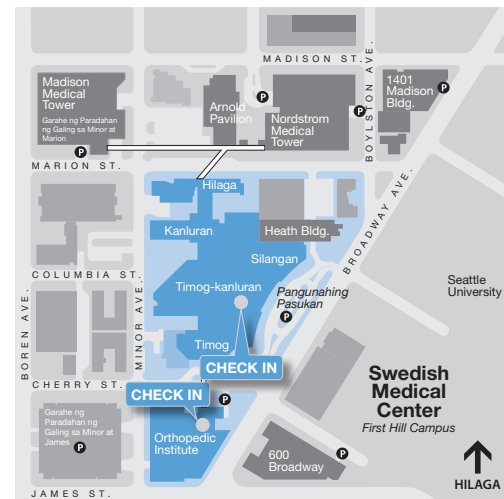 MADISON ST.
Madison
Medical
Tower
Garahe ng Paradahan
ng Galing sa Minor at
Marion
P
Arnold
Pavilion
P
Nordstrom
Medical
Tower
P
BOYLSTON AVE.
1401
Madison
Bldg.
P
MARION ST.
Hilaga
Kanluran
Heath Bldg.
Silangan
BROADWAY AVE.
COLUMBIA ST.
Timog-kanluran
Pangunahing
Pasukan
P
Seattle
University
BOREN AVE.
MINOR AVE.
Timog
CHECK IN
CHERRY ST.
CHECK IN
P
Swedish
Medical
Center
First Hill Campus
Garahe ng
Paradahan ng
Galing sa Minor at
James
P
Orthopedic
Institute
600
Broadway
P
HILAGA
JAMES ST.